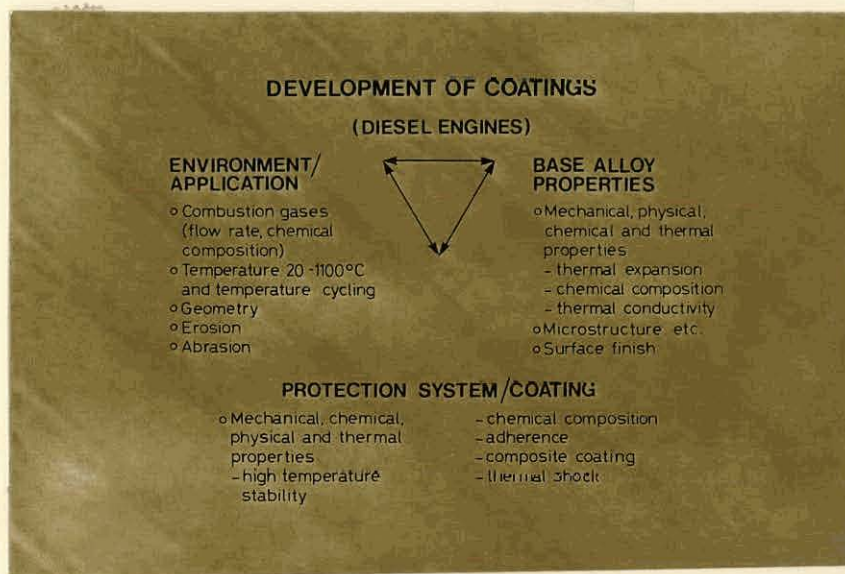 DEVELOPMENT OF COATINGS
(DIESEL ENGINES)
ENVIRONMENT/
APPLICATION
o Combustion gases
(flow rate, chemical
composition)
o Temperature 20-1100°C
and temperature cycling
o Geometry
o Erosion
o Abrasion
BASE ALLOY
PROPERTIES
o Mechanical, physical,
chemical and thermal
properties
- thermal expansion
- chemical composition
- thermal conductivity
o Microstructure etc.
o Surface finish
PROTECTION SYSTEM/COATING
o Mechanical, chemical,
physical and thermal
properties
- high temperature
stability
- chemical composition
- adherence
- composite coating
- thermal shock